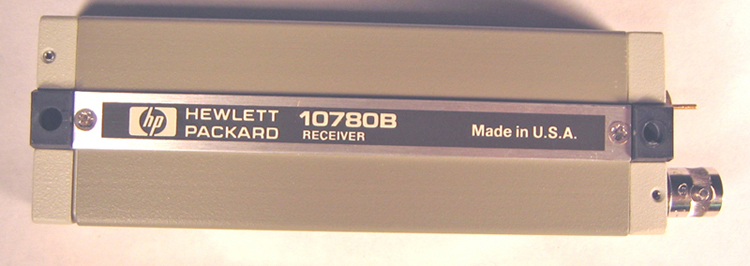 hp HEWLETT PACKARD
10780B
RECEIVER
Made in U.S.A.